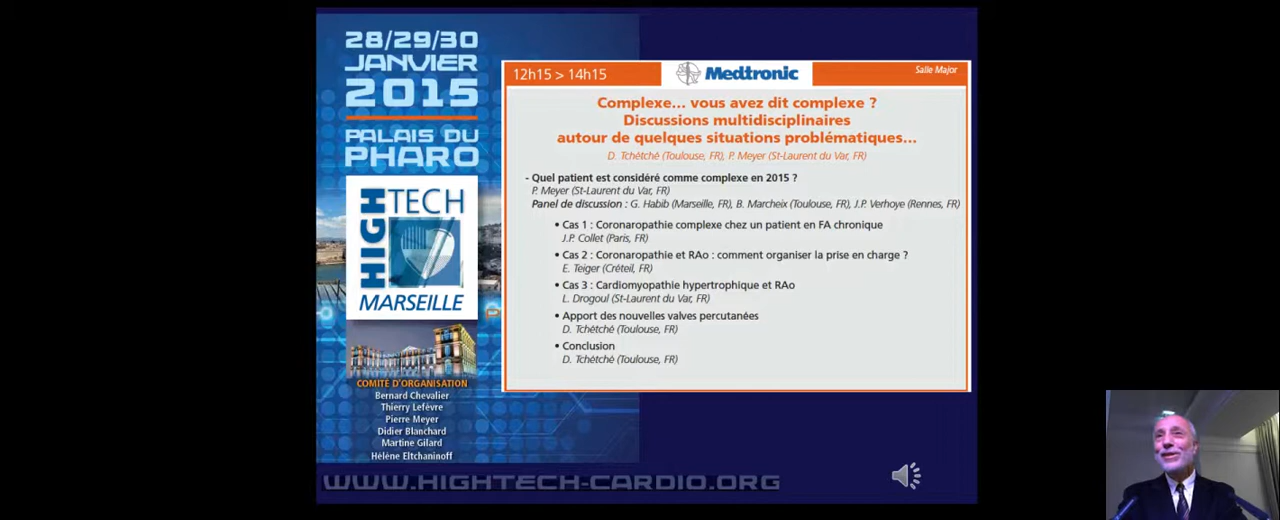 28/29/30
JANVIER
2015
PALAIS DU
PHARO
HIGH TECH
MARSEILLE
COMITÉ D'ORGANISATION
Bernard Chevalier
Thierry Lefèvre
Pierre Meyer
Didier Blanchard
Martine Gilard
Hélène Eltchaninoff
12h15 > 14h15
Medtronic
Salle Major
Complexe... vous avez dit complexe ?
Discussions multidisciplinaires
autour de quelques situations problématiques...
D. Tchétché (Toulouse, FR), P. Meyer (St-Laurent du Var, FR)
- Quel patient est considéré comme complexe en 2015 ?
P. Meyer (St-Laurent du Var, FR)
Panel de discussion : G. Habib (Marseille, FR), B. Marcheix (Toulouse, FR), J.P. Verhoye (Rennes, FR)
• Cas 1 : Coronaropathie complexe chez un patient en FA chronique
J.P. Collet (Paris, FR)
• Cas 2 : Coronaropathie et RAo : comment organiser la prise en charge ?
E. Teiger (Créteil, FR)
• Cas 3 : Cardiomyopathie hypertrophique et RAo
L. Drogoul (St-Laurent du Var, FR)
• Apport des nouvelles valves percutanées
D. Tchétché (Toulouse, FR)
• Conclusion
D. Tchétché (Toulouse, FR)
WWW.HIGHTECH-CARDIO.ORG